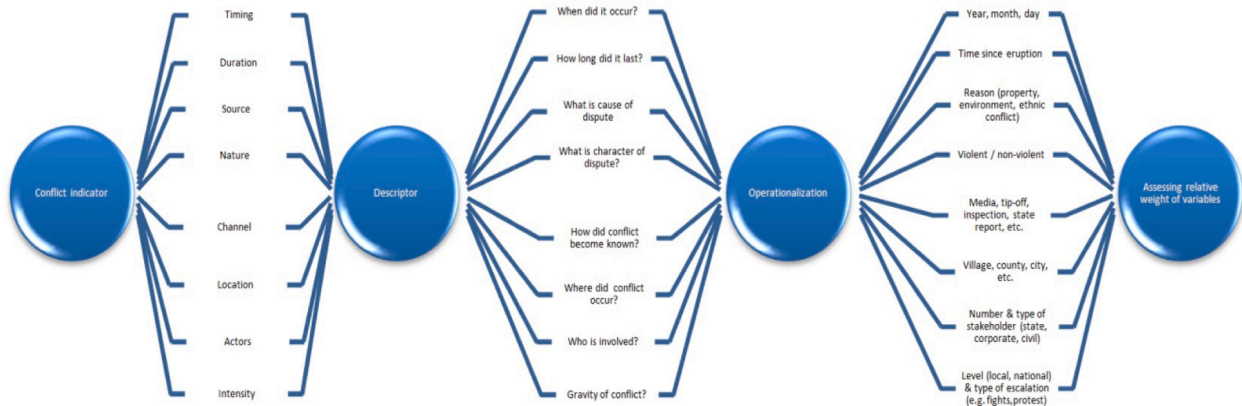 Conflict indicator
Timing
Duration
Source
Nature
Channel
Location
Actors
Intensity
Descriptor
When did it occur?
How long did it last?
What is cause of
dispute
What is character of
dispute?
How did conflict
become known?
Where did conflict
occur?
Who is involved?
Gravity of conflict?
Operationalization
Year, month, day
Time since eruption
Reason (property,
environment, ethnic
conflict)
Violent / non-violent
Media, tip-off,
inspection, state
report, etc.
Village, county, city,
etc.
Number & type of
stakeholder (state,
corporate, civil)
Level (local, national)
& type of escalation
(e.g. fights,protest)
Assessing relative
weight of variables